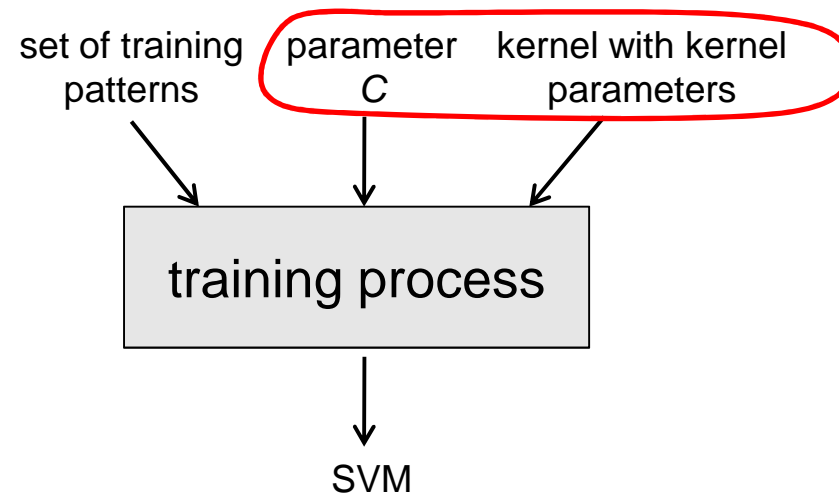 set of training
patterns
parameter
C
kernel with kernel
parameters
training process
SVM